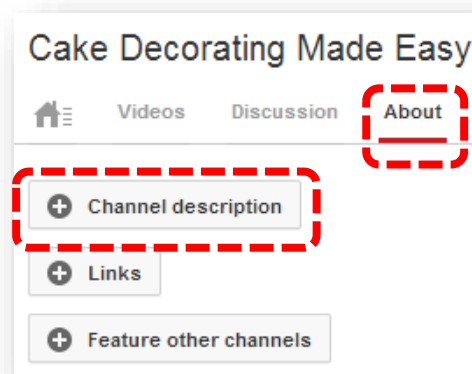 Cake Decorating Made Easy
Videos Discussion About
Channel description
Links
Feature other channels